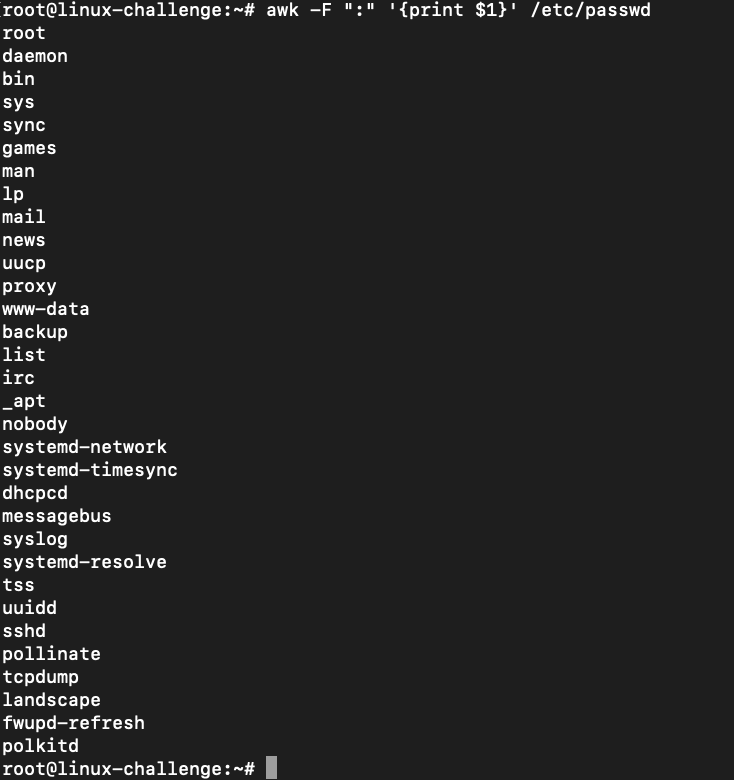 root@linux-challenge:~# awk -F ":" '{print $1}' /etc/passwd
root
daemon
bin
sys
sync
games
man
lp
mail
news
uucp
proxy
www-data
backup
list
irc
_apt
nobody
systemd-network
systemd-timesync
dhcpcd
messagebus
syslog
systemd-resolve
tss
uuidd
sshd
pollinate
tcpdump
landscape
fwupd-refresh
polkitd
root@linux-challenge:~#